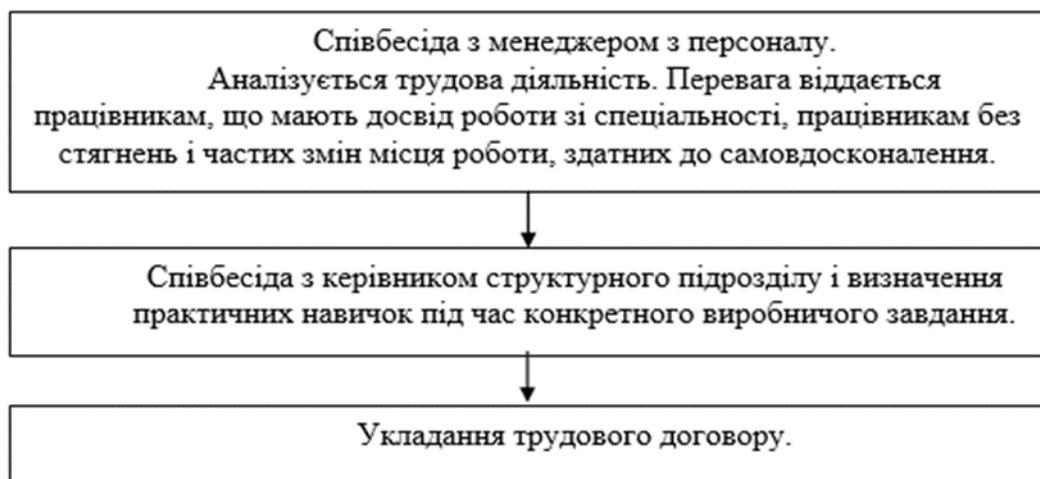 Співбесіда з менеджером з персоналу.
Аналізується трудова діяльність. Перевага віддається
працівникам, що мають досвід роботи зі спеціальності, працівникам без
стягнень і частих змін місця роботи, здатних до самовдосконалення.
Співбесіда з керівником структурного підрозділу і визначення
практичних навичок під час конкретного виробничого завдання.
Укладання трудового договору.